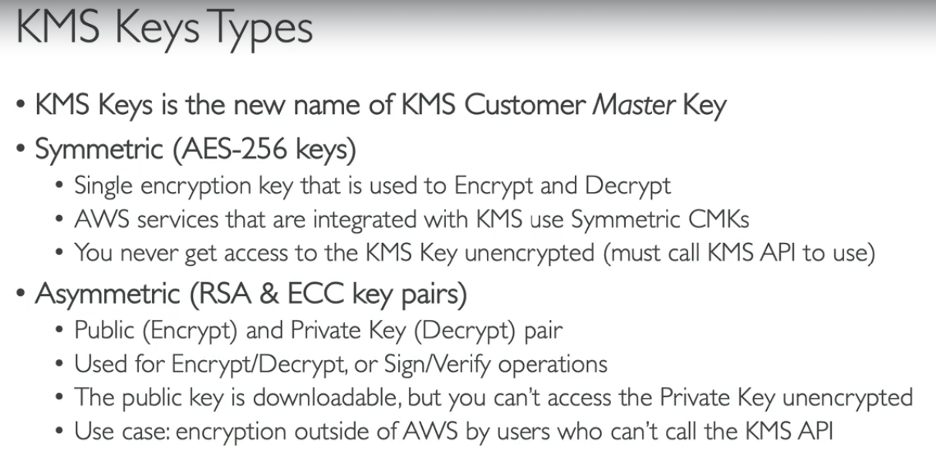 KMS Keys Types
• KMS Keys is the new name of KMS Customer Master Key
• Symmetric (AES-256 keys)
• Single encryption key that is used to Encrypt and Decrypt
• AWS services that are integrated with KMS use Symmetric CMKs
• You never get access to the KMS Key unencrypted (must call KMS API to use)
• Asymmetric (RSA & ECC key pairs)
• Public (Encrypt) and Private Key (Decrypt) pair
• Used for Encrypt/Decrypt, or Sign/Verify operations
• The public key is downloadable, but you can't access the Private Key unencrypted
• Use case: encryption outside of AWS by users who can't call the KMS API